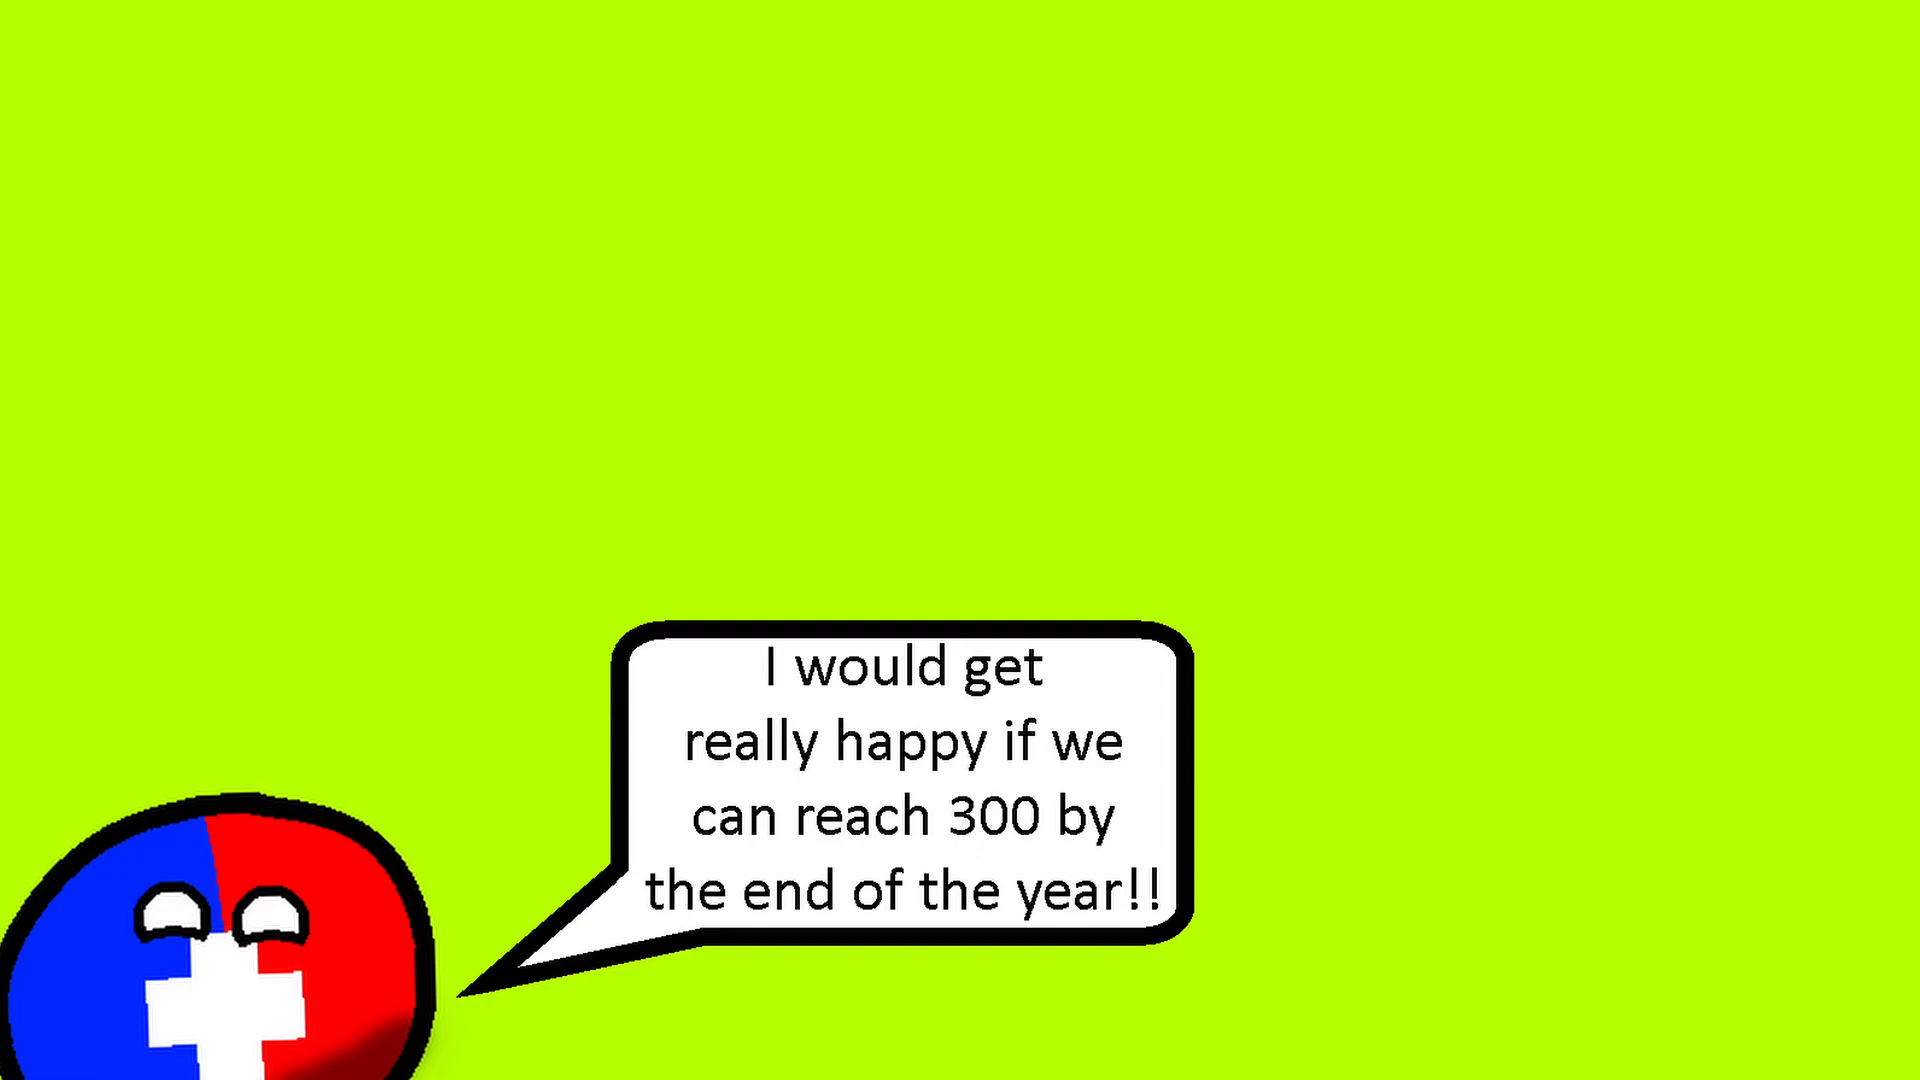 I would get
really happy if we
can reach 300 by
the end of the year!!